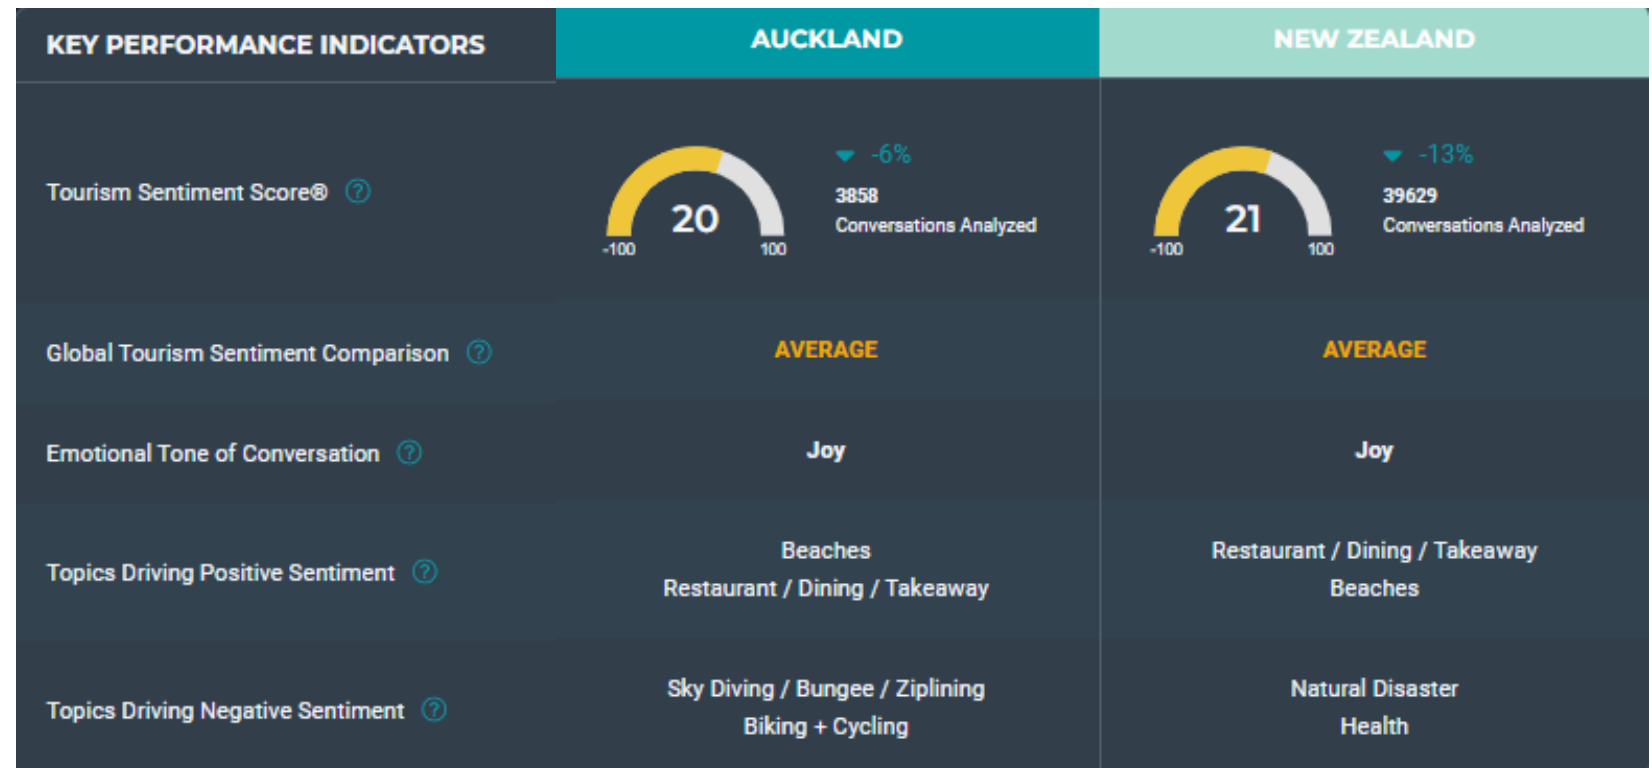 KEY PERFORMANCE INDICATORS
AUCKLAND
NEW ZEALAND
Tourism Sentiment Score® ?
20
-100
100
-6%
3858
Conversations Analyzed
21
-100
100
-13%
39629
Conversations Analyzed
Global Tourism Sentiment Comparison ?
AVERAGE
AVERAGE
Emotional Tone of Conversation ?
Joy
Joy
Topics Driving Positive Sentiment ?
Beaches
Restaurant / Dining / Takeaway
Restaurant / Dining / Takeaway
Beaches
Topics Driving Negative Sentiment ?
Sky Diving / Bungee / Ziplining
Biking + Cycling
Natural Disaster
Health